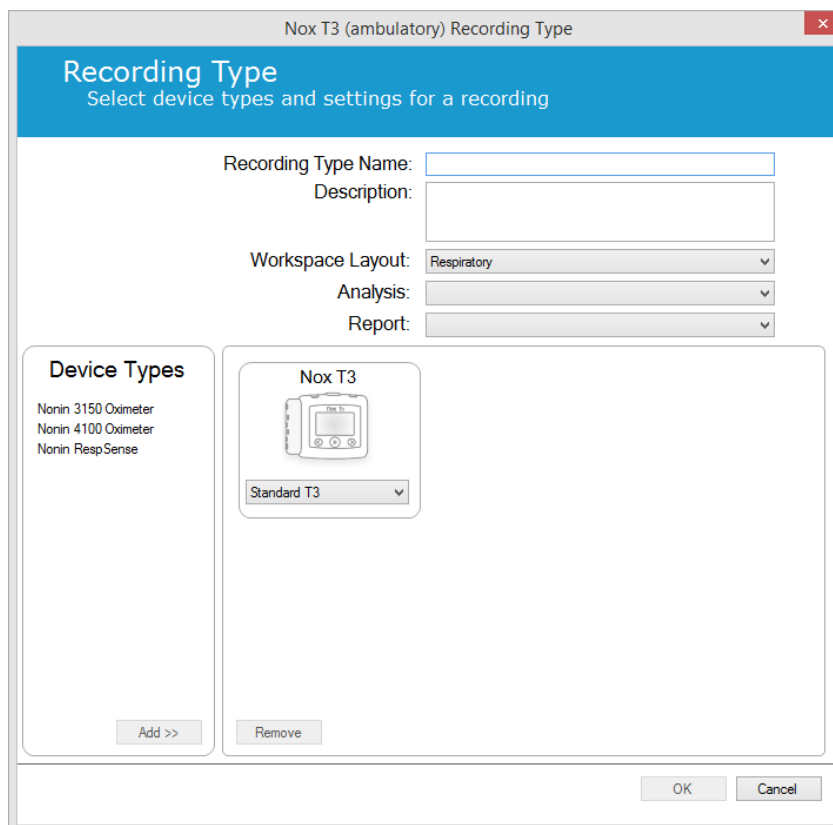 Nox T3 (ambulatory) Recording Type
Recording Type
Select device types and settings for a recording
Recording Type Name:
Description:
Workspace Layout: Respiratory
Analysis:
Report:
Device Types
Nonin 3150 Oximeter
Nonin 4100 Oximeter
Nonin RespSense
Add >>
Nox T3
Nox T3
Standard T3
Remove
OK Cancel